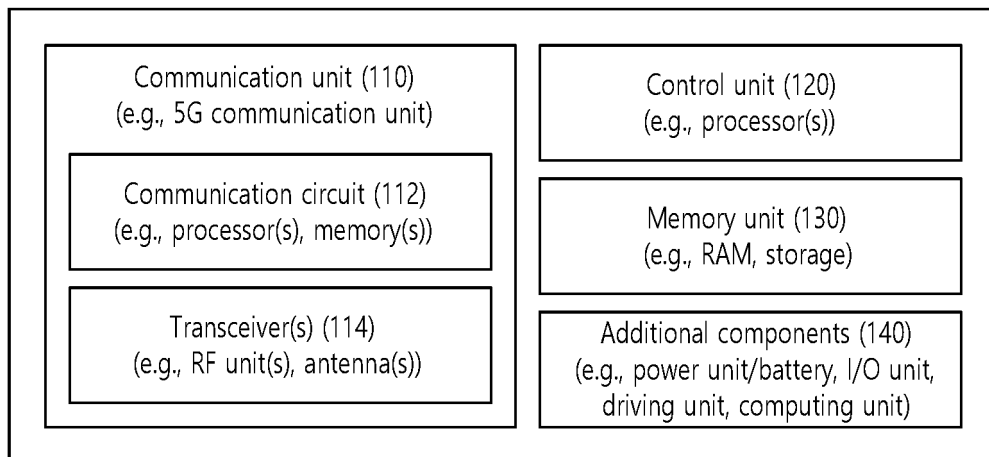 Communication unit (110)
(e.g., 5G communication unit)
Communication circuit (112)
(e.g., processor(s), memory(s))
Transceiver(s) (114)
(e.g., RF unit(s), antenna(s))
Control unit (120)
(e.g., processor(s))
Memory unit (130)
(e.g., RAM, storage)
Additional components (140)
(e.g., power unit/battery, I/O unit,
driving unit, computing unit)